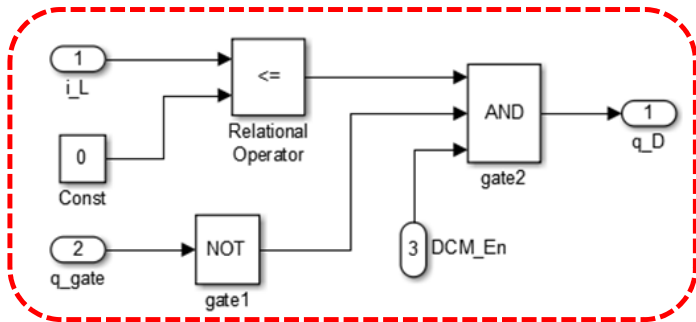 1
i_L
<=
Relational
Operator
0
Const
2
q_gate
NOT
gate1
AND
gate2
3
DCM_En
1
q_D